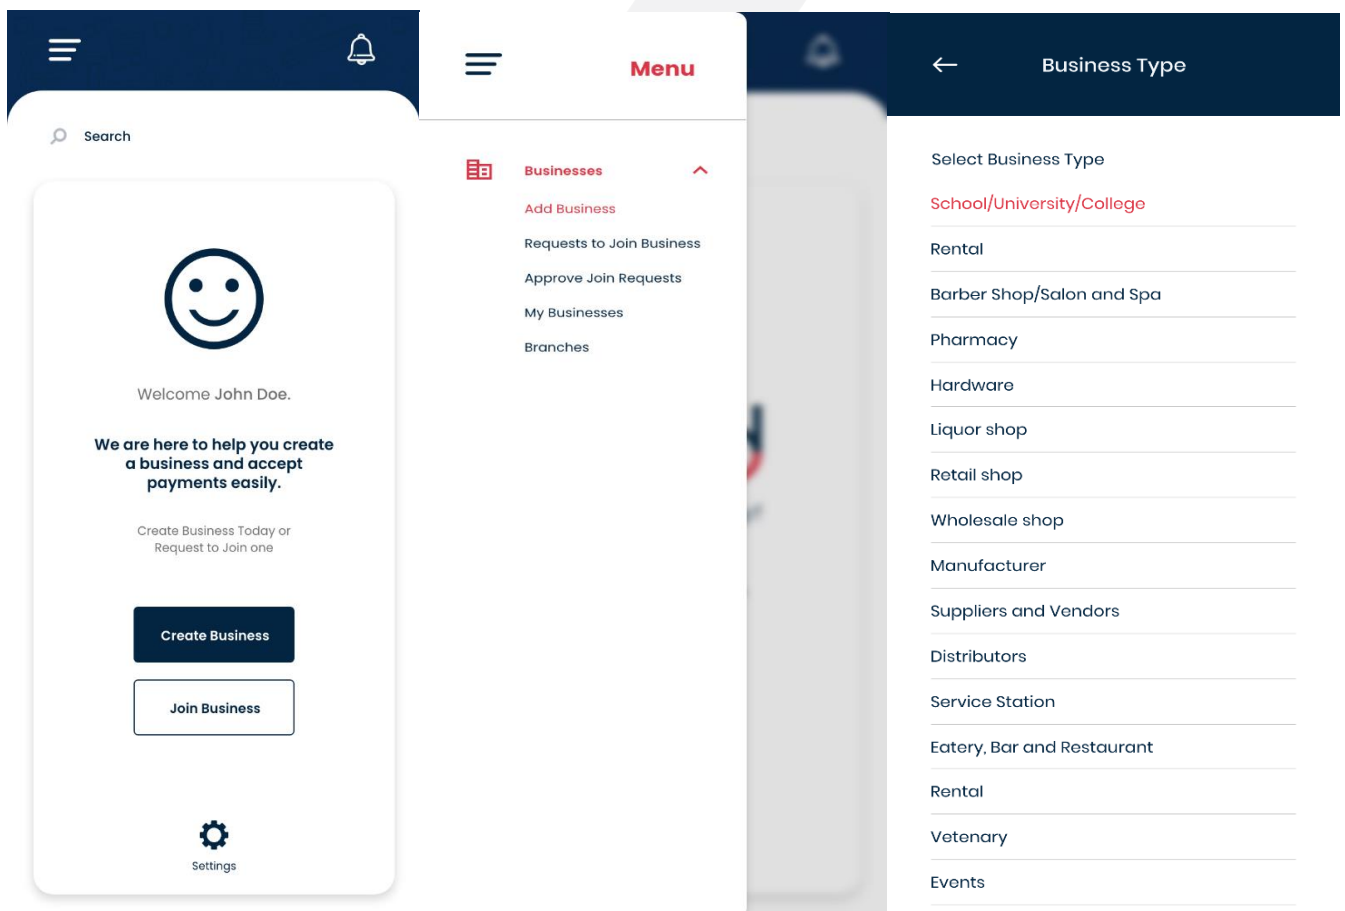 Search
Welcome John Doe.
We are here to help you create
a business and accept
payments easily.
Create Business Today or
Request to Join one
Create Business
Join Business
Settings
Menu
Businesses
Add Business
Requests to Join Business
Approve Join Requests
My Businesses
Branches
Business Type
Select Business Type
School/University/College
Rental
Barber Shop/Salon and Spa
Pharmacy
Hardware
Liquor shop
Retail shop
Wholesale shop
Manufacturer
Suppliers and Vendors
Distributors
Service Station
Eatery, Bar and Restaurant
Rental
Vetenary
Events